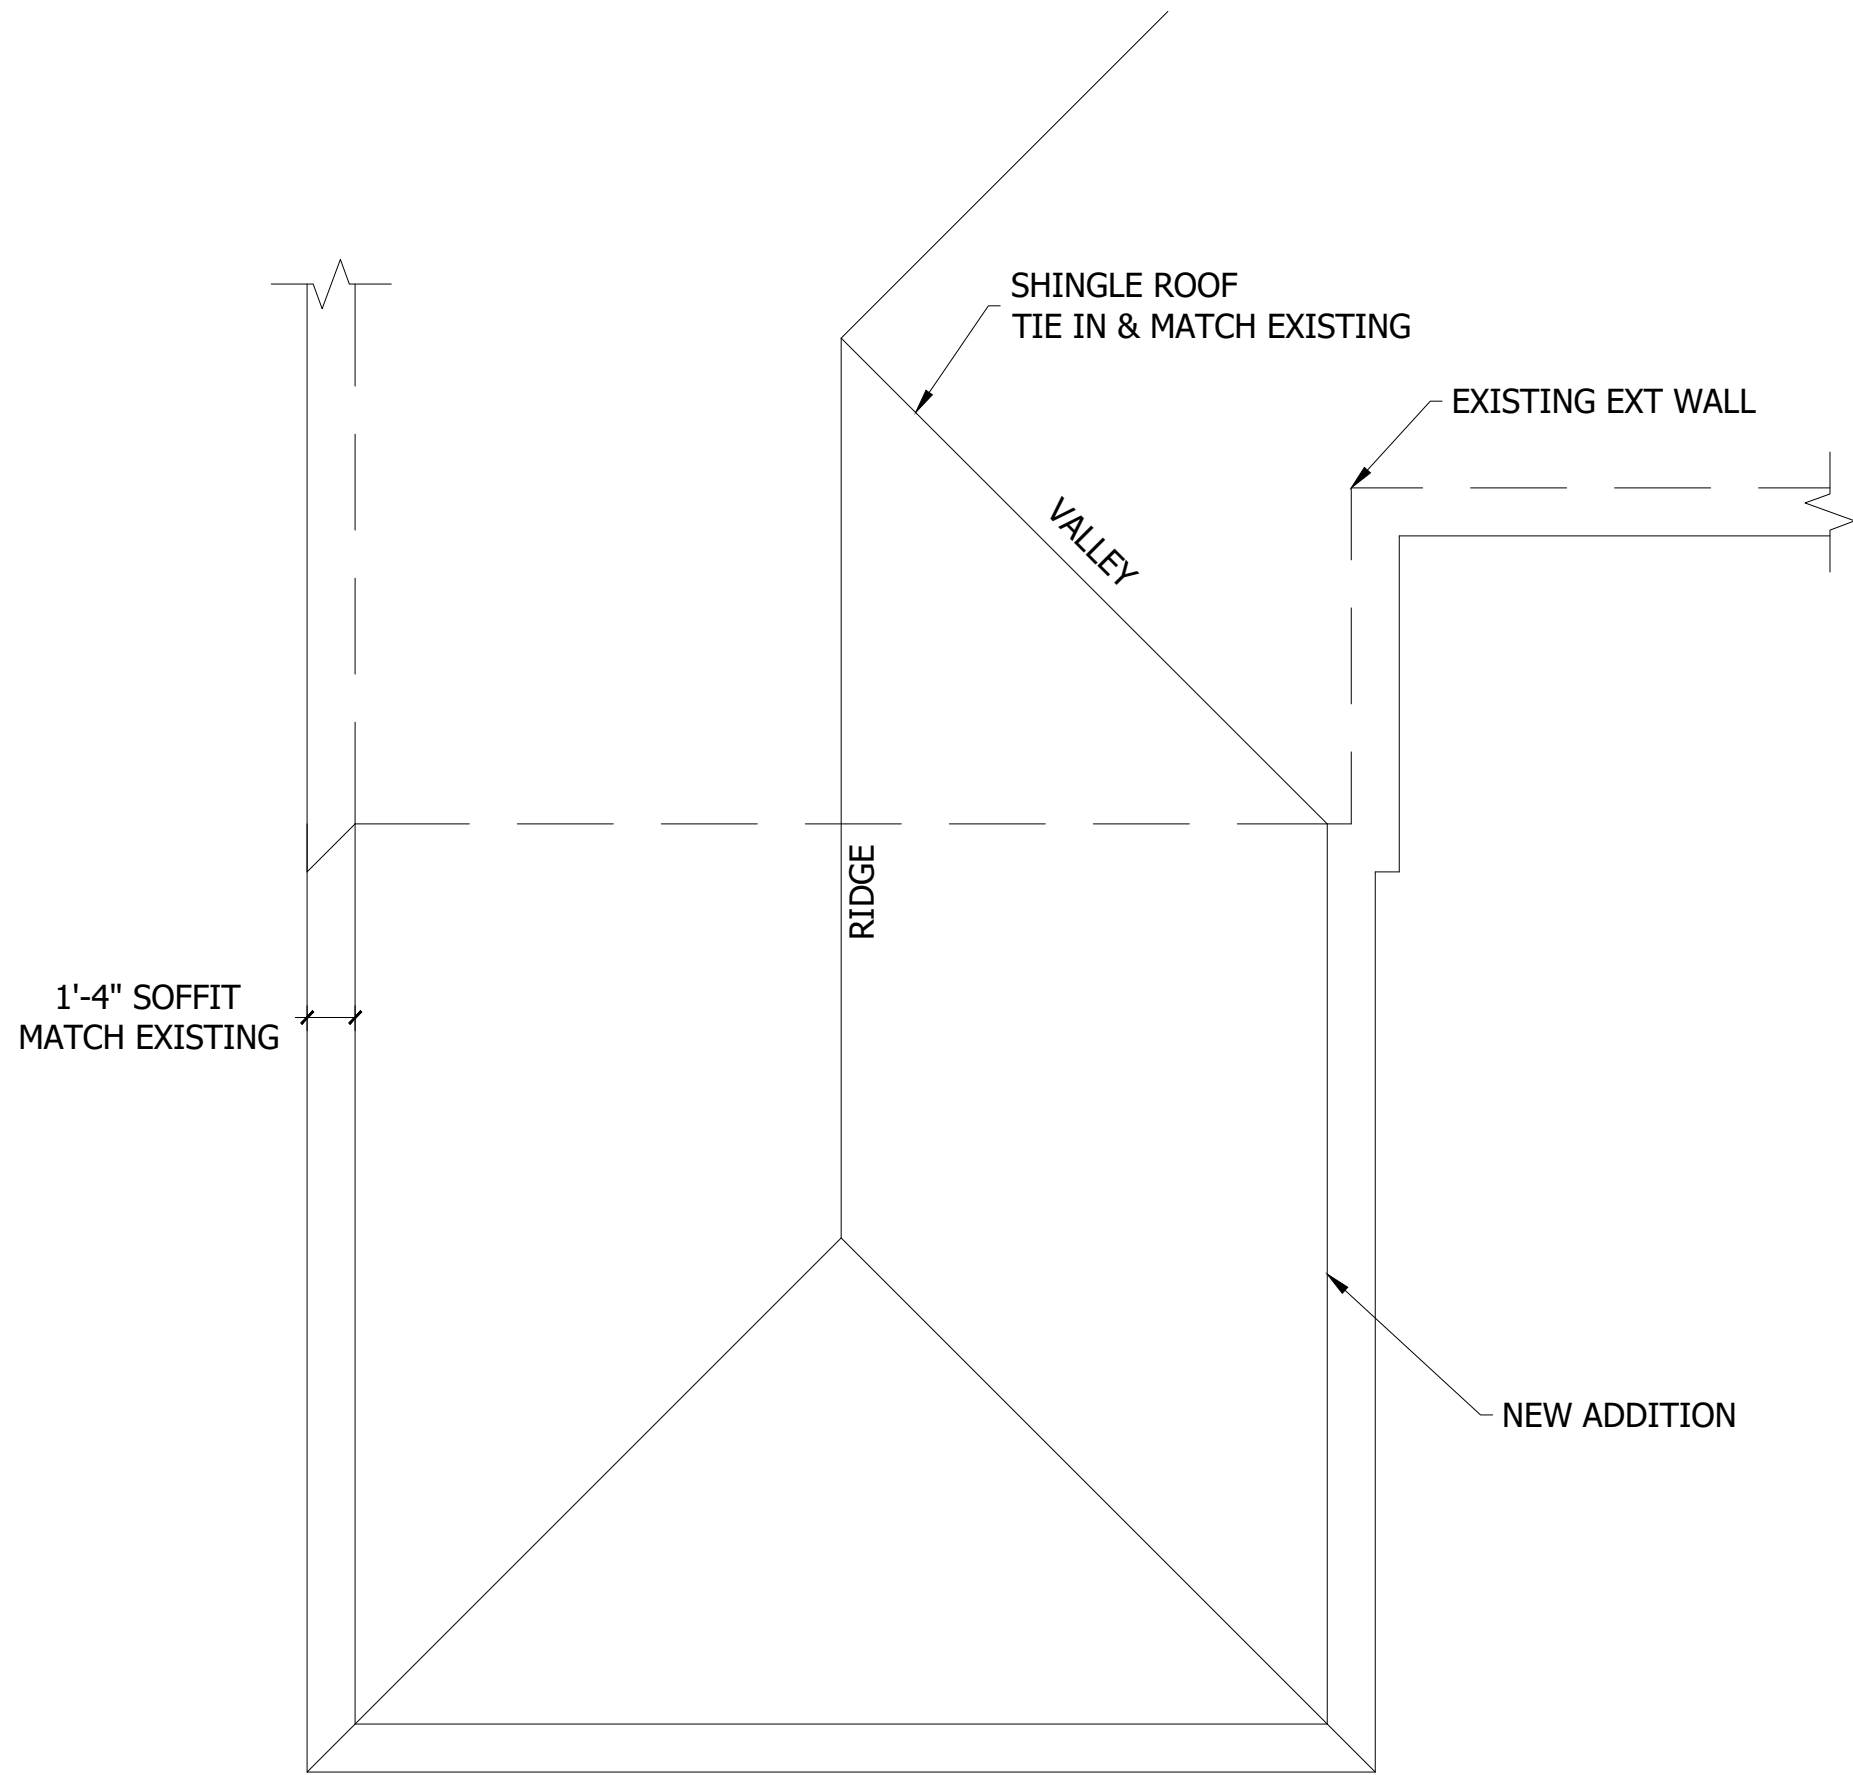 SHINGLE ROOF
TIE IN & MATCH EXISTING
EXISTING EXT WALL
VALLEY
RIDGE
1'-4" SOFFIT
MATCH EXISTING
NEW ADDITION